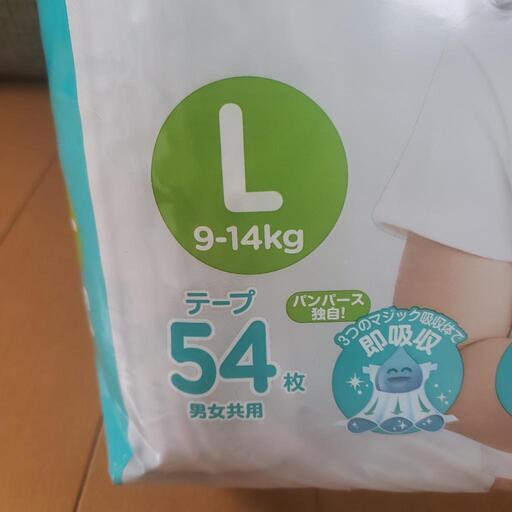 L
9-14kg
テープ
54枚
男女共用
パンパース
独自!
3つのマジック吸収体で
即吸収